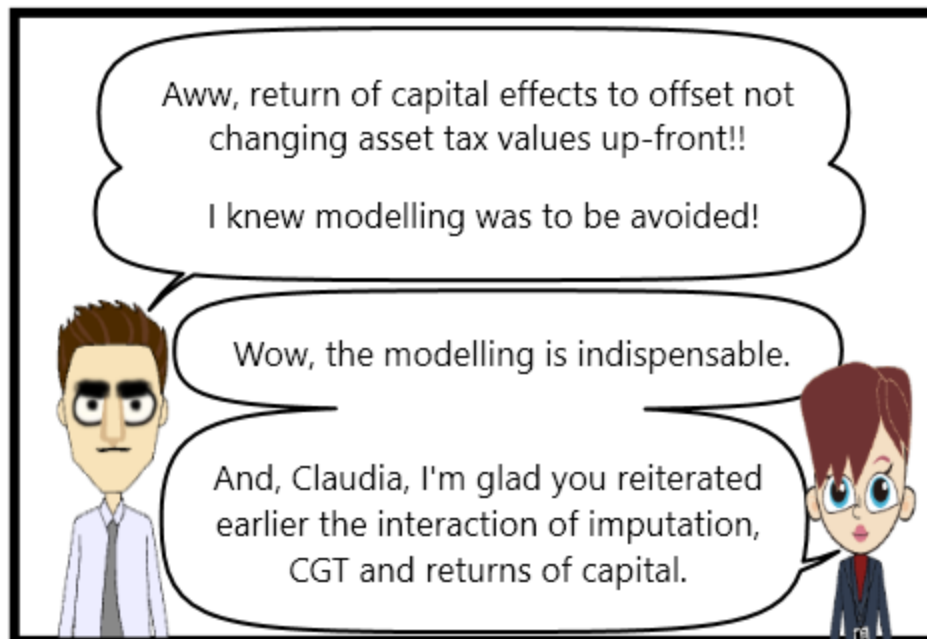 Aww, return of capital effects to offset not
changing asset tax values up-front!!
I knew modelling was to be avoided!
Wow, the modelling is indispensable.
And, Claudia, I'm glad you reiterated
earlier the interaction of imputation,
CGT and returns of capital.